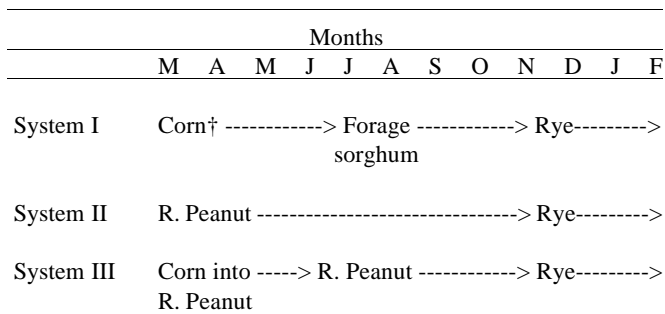 Months
M A M J J A S O N D J F
System I Corn† ------------> Forage ------------> Rye--------->
sorghum
System II R. Peanut --------------------------------> Rye--------->
System III Corn into -----> R. Peanut ------------> Rye--------->
R. Peanut